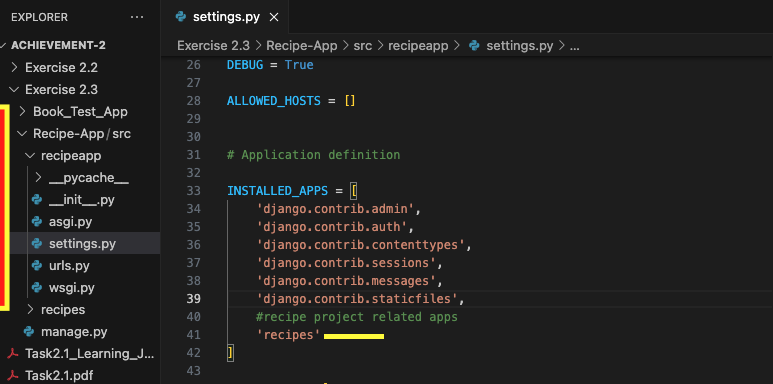 EXPLORER
ACHIEVEMENT-2
Exercise 2.2
Exercise 2.3
Book_Test_App
Recipe-App/src
recipeapp
__pycache__
__init__.py
asgi.py
settings.py
urls.py
wsgi.py
recipes
manage.py
Task2.1_Learning_J...
Task2.1.pdf
settings.py
Exercise 2.3 > Recipe-App > src > recipeapp > settings.py > ...
26 DEBUG = True
27
28 ALLOWED_HOSTS = []
29
30
31 # Application definition
32
33 INSTALLED_APPS = [
34 'django.contrib.admin',
35 'django.contrib.auth',
36 'django.contrib.contenttypes',
37 'django.contrib.sessions',
38 'django.contrib.messages',
39 'django.contrib.staticfiles',
40 #recipe project related apps
41 'recipes'
42 ]
43